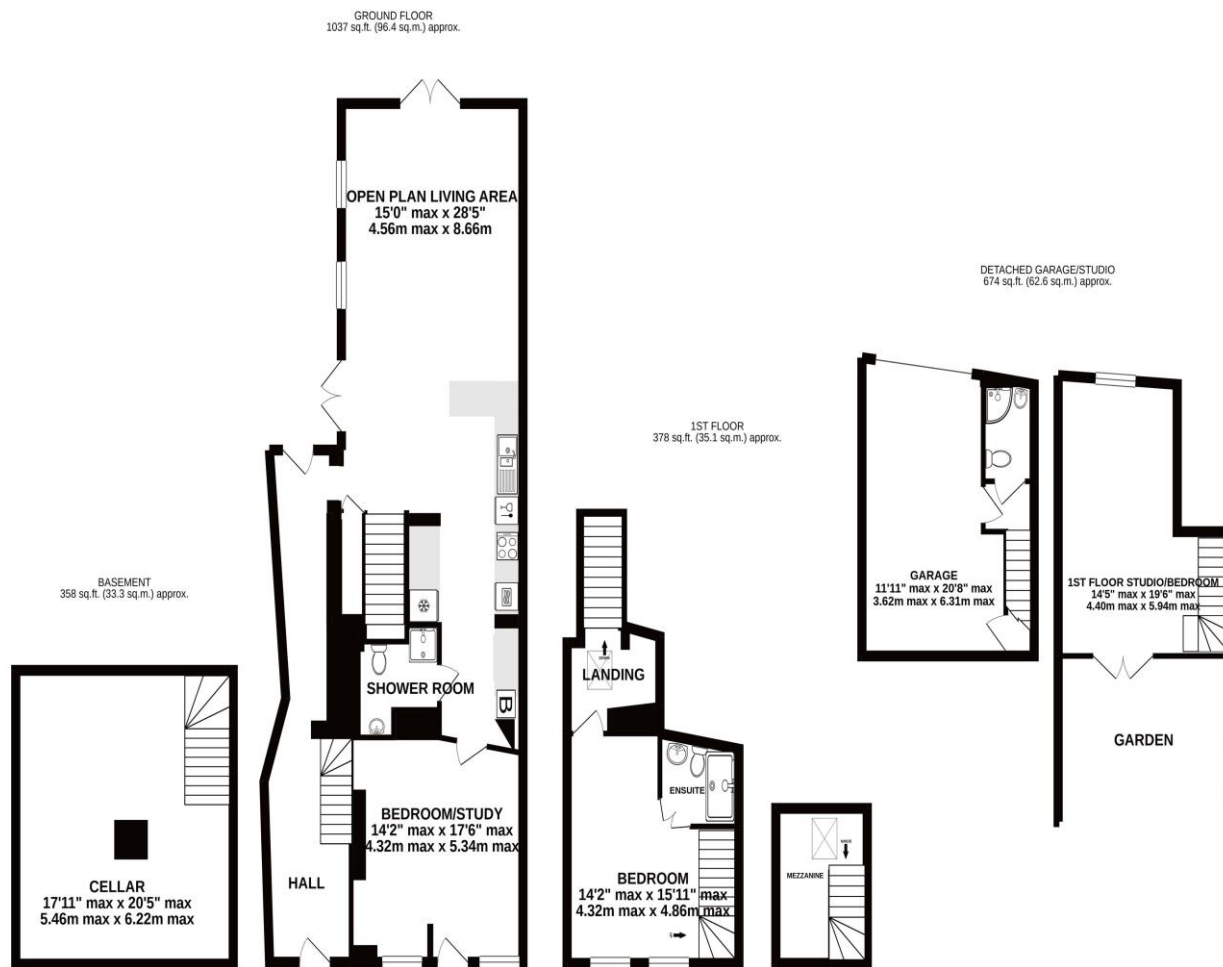 GROUND FLOOR
1037 sq.ft. (96.4 sq.m.) approx.
OPEN PLAN LIVING AREA
15'0" max x 28'5"
4.56m max x 8.66m
SHOWER ROOM
B
BEDROOM/STUDY
14'2" max x 17'6" max
4.32m max x 5.34m max
HALL
BASEMENT
358 sq.ft. (33.3 sq.m.) approx.
CELLAR
17'11" max x 20'5" max
5.46m max x 6.22m max
1ST FLOOR
378 sq.ft. (35.1 sq.m.) approx.
LANDING
ENSUITE
BEDROOM
14'2" max x 15'11" max
4.32m max x 4.86m max
MEZZANINE
DETACHED GARAGE/STUDIO
674 sq.ft. (62.6 sq.m.) approx.
GARAGE
11'11" max x 20'8" max
3.62m max x 6.31m max
1ST FLOOR STUDIO/BEDROOM
14'5" max x 19'6" max
4.40m max x 5.94m max
GARDEN